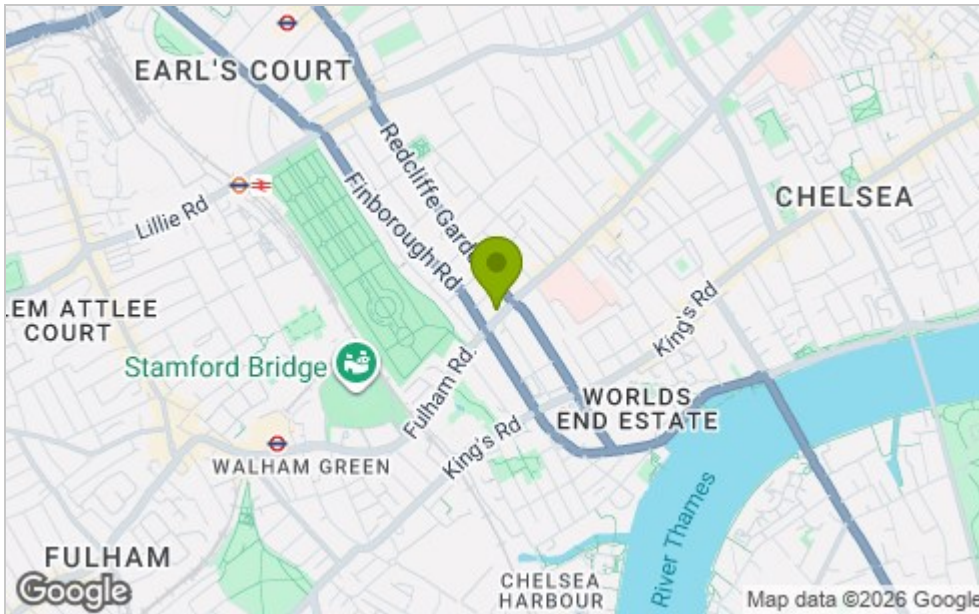 EARL'S COURT
Redcliffe Gard
Finborough Rd
Lillie Rd
CHELSEA
LEM ATTLEE
COURT
Stamford Bridge
King's Rd
Fulham Rd.
WORLDS
END ESTATE
King's Rd
WALHAM GREEN
River Thames
FULHAM
CHELSEA
HARBOUR
Google
Map data ©2026 Google